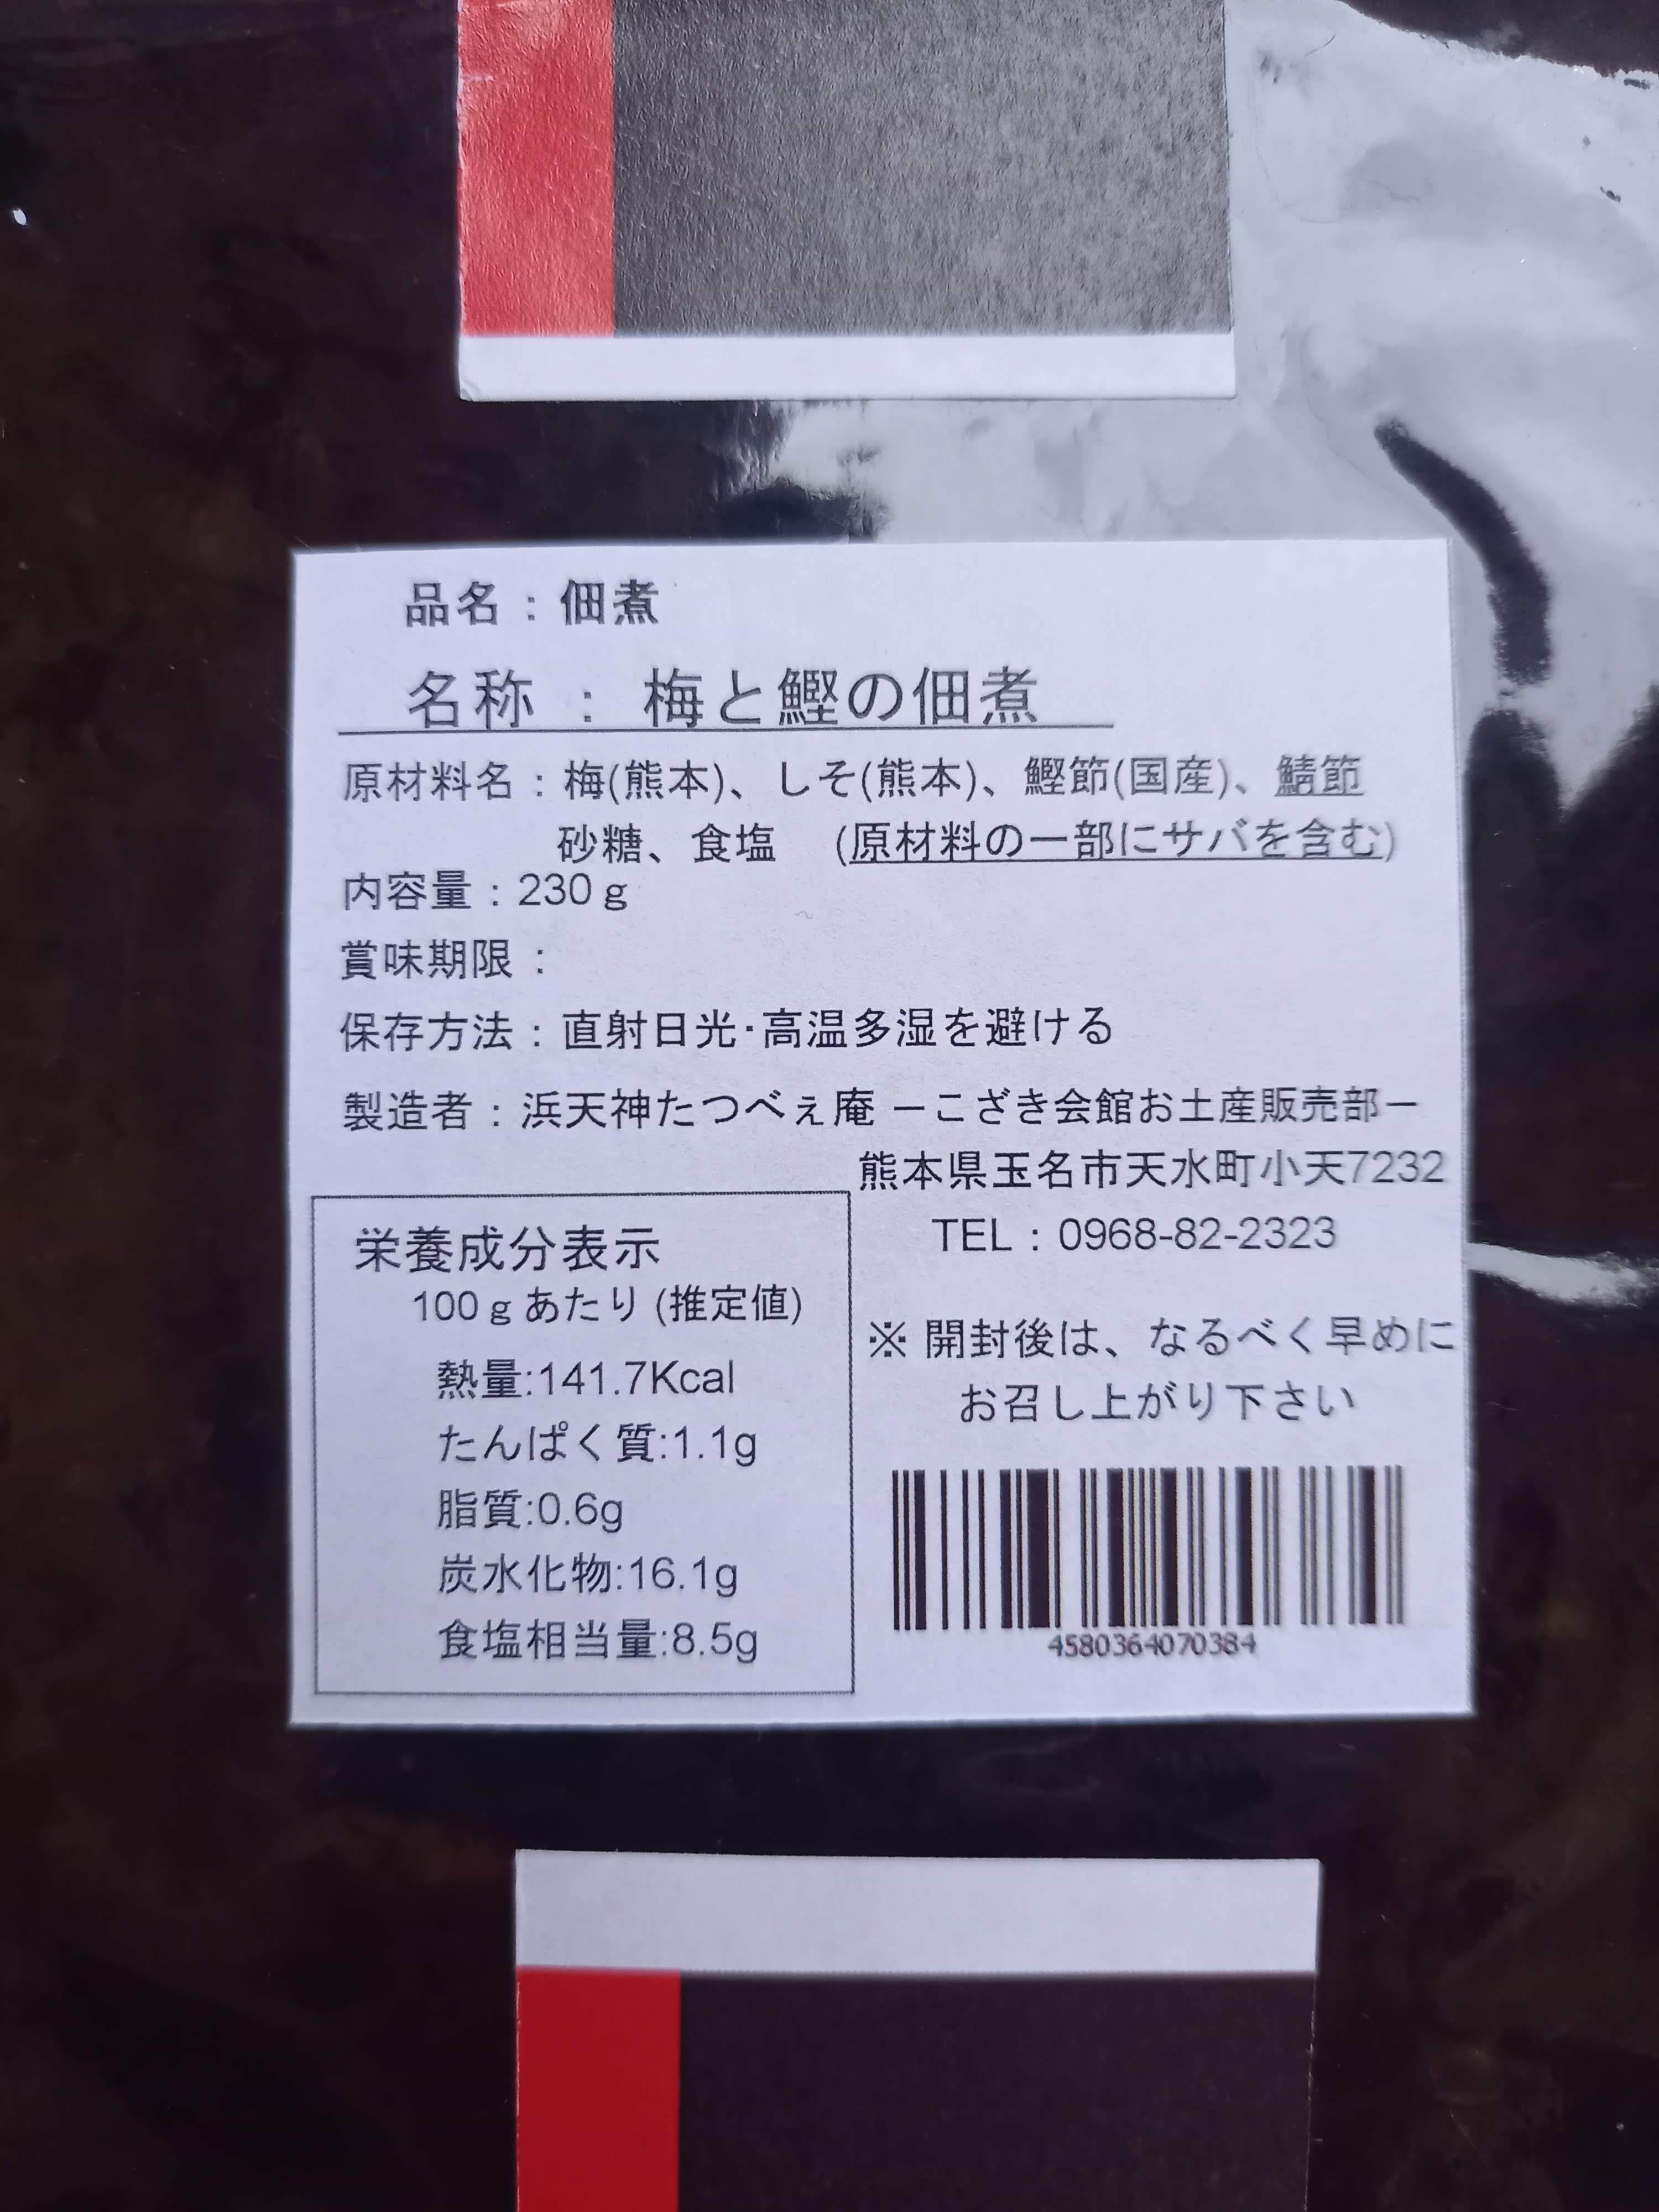 品名：佃煮
名称 ： 梅と鰹の佃煮
原材料名：梅(熊本)、しそ(熊本)、鰹節(国産)、鯖節
砂糖、食塩 (原材料の一部にサバを含む)
内容量：230ｇ
賞味期限：
保存方法：直射日光・高温多湿を避ける
製造者：浜天神たつべぇ庵 －こざき会館お土産販売部－
熊本県玉名市天水町小天7232
TEL：0968-82-2323
※ 開封後は、なるべく早めに
お召し上がり下さい
4580364070384
栄養成分表示
100ｇあたり (推定値)
熱量:141.7Kcal
たんぱく質:1.1g
脂質:0.6g
炭水化物:16.1g
食塩相当量:8.5g